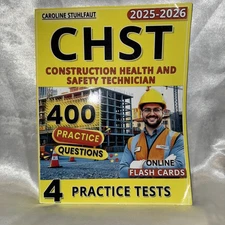 CAROLINE STUHLFAUT
2025-2026
CHST
CONSTRUCTION HEALTH AND
SAFETY TECHNICIAN
400
PRACTICE
QUESTIONS
ONLINE
FLASH CARDS
4 PRACTICE TESTS